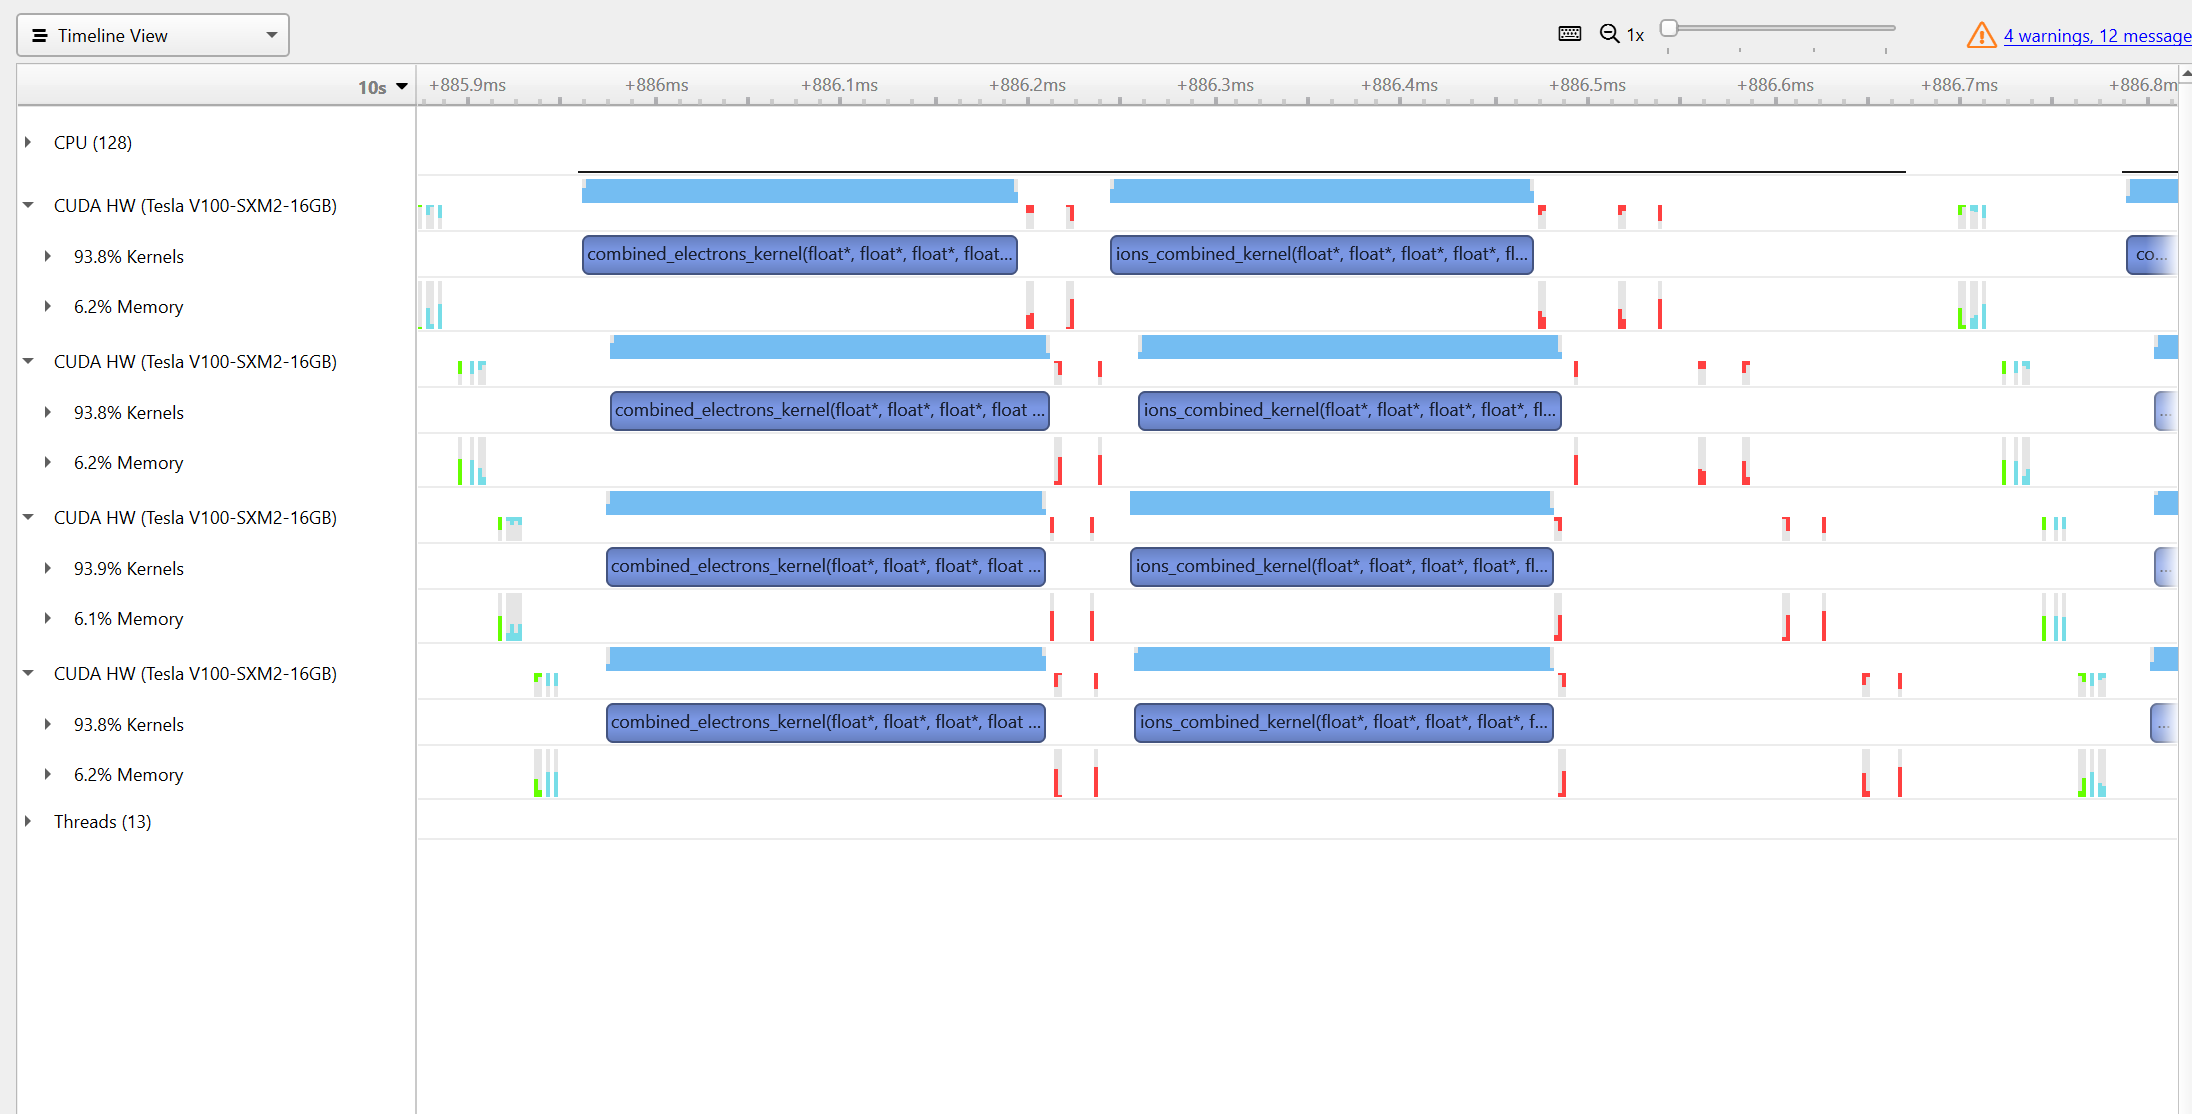 Timeline View
1x
4 warnings, 12 message
10s
+885.9ms +886ms +886.1ms +886.2ms +886.3ms +886.4ms +886.5ms +886.6ms +886.7ms +886.8m
CPU (128)
CUDA HW (Tesla V100-SXM2-16GB)
93.8% Kernels
combined_electrons_kernel(float*, float*, float*, float...
ions_combined_kernel(float*, float*, float*, float*, fl...
co...
6.2% Memory
CUDA HW (Tesla V100-SXM2-16GB)
93.8% Kernels
combined_electrons_kernel(float*, float*, float*, float ...
ions_combined_kernel(float*, float*, float*, float*, fl...
...
6.2% Memory
CUDA HW (Tesla V100-SXM2-16GB)
93.9% Kernels
combined_electrons_kernel(float*, float*, float*, float ...
ions_combined_kernel(float*, float*, float*, float*, fl...
...
6.1% Memory
CUDA HW (Tesla V100-SXM2-16GB)
93.8% Kernels
combined_electrons_kernel(float*, float*, float*, float ...
ions_combined_kernel(float*, float*, float*, float*, f...
...
6.2% Memory
Threads (13)